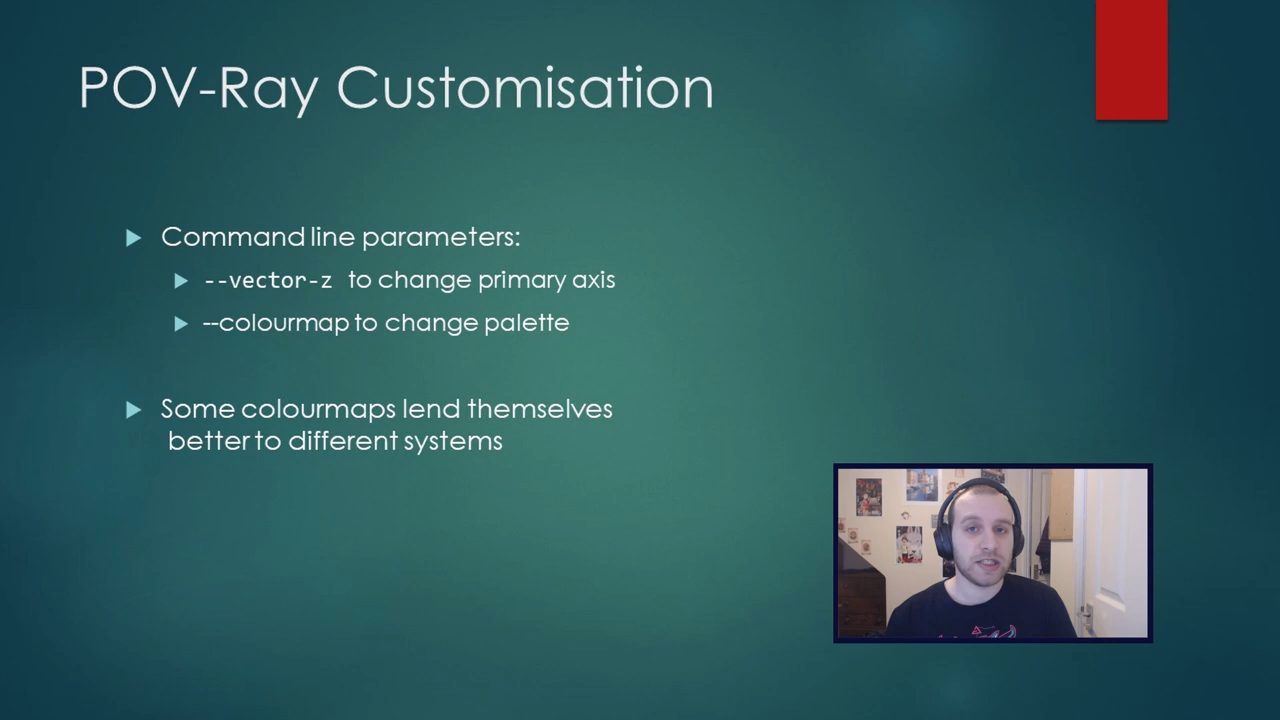 POV-Ray Customisation
Command line parameters:
--vector-z to change primary axis
--colourmap to change palette
Some colourmaps lend themselves
better to different systems